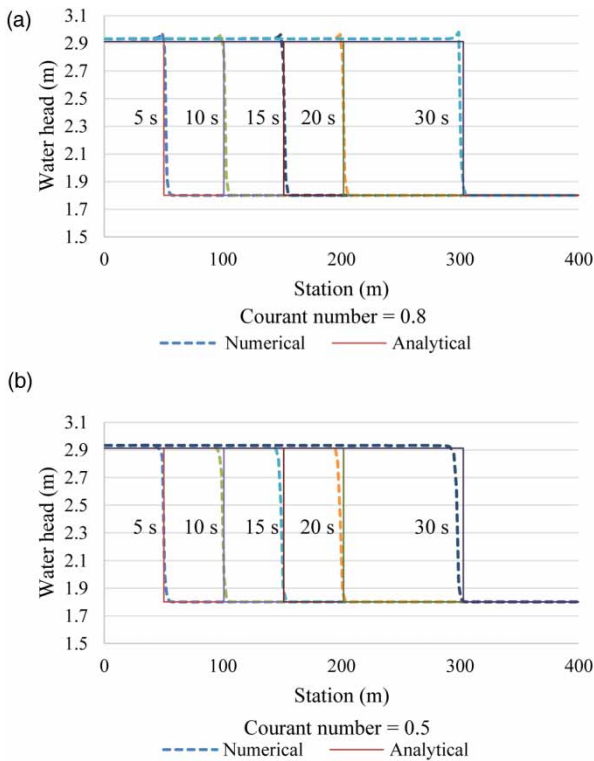 (a)
3.1
2.9
2.7
2.5
2.3
2.1
1.9
1.7
1.5
Water head (m)
5 s 10 s 15 s 20 s 30 s
0 100 200 300 400
Station (m)
Courant number = 0.8
Numerical Analytical
(b)
3.1
2.9
2.7
2.5
2.3
2.1
1.9
1.7
1.5
Water head (m)
5 s 10 s 15 s 20 s 30 s
0 100 200 300 400
Station (m)
Courant number = 0.5
Numerical Analytical